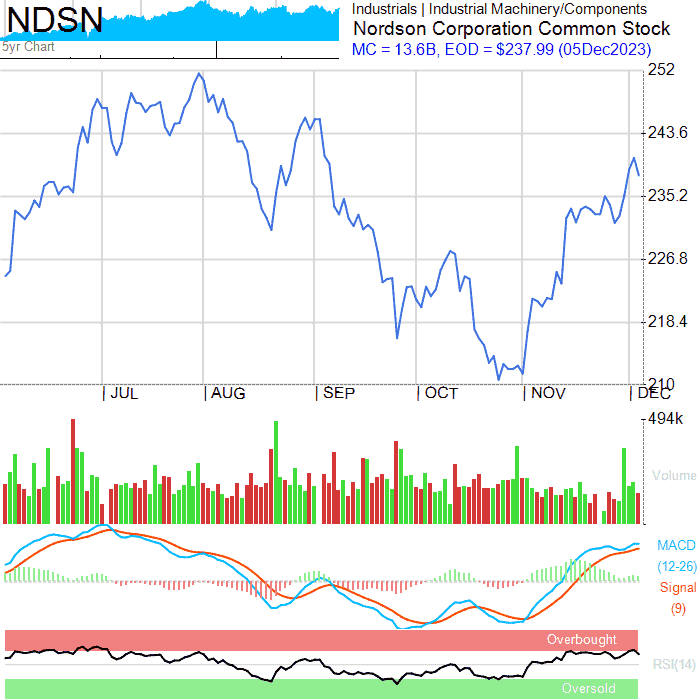 NDSN
5yr Chart
Industrials | Industrial Machinery/Components
Nordson Corporation Common Stock
MC = 13.6B, EOD = $237.99 (05Dec2023)
252
243.6
235.2
226.8
218.4
210
JUL AUG SEP OCT NOV DEC
494k
Volume
MACD
(12-26)
Signal
(9)
Overbought
RSI(14)
Oversold